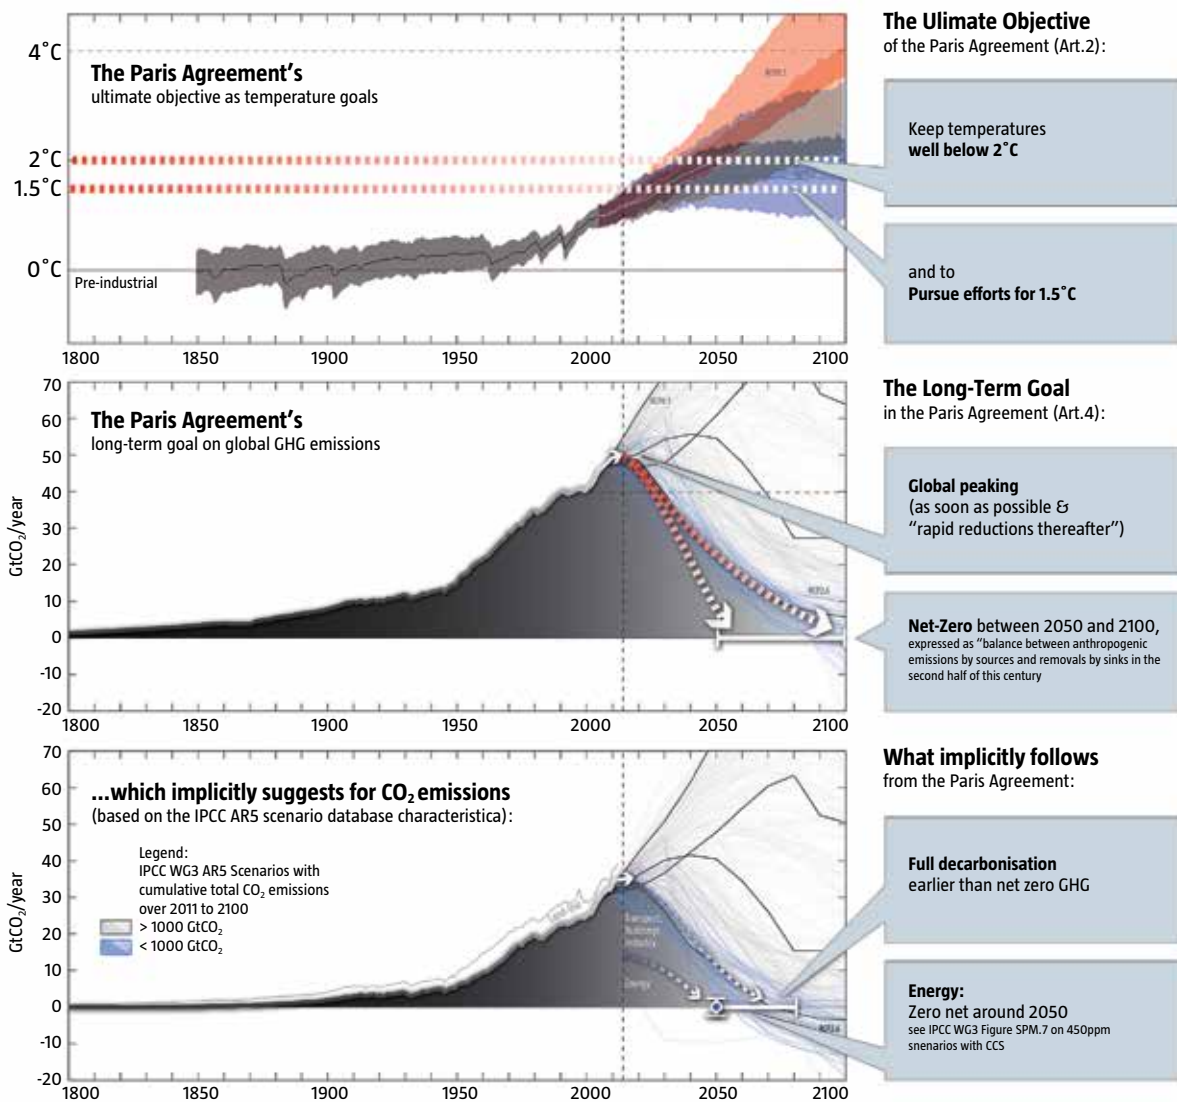 The Ulimate Objective
of the Paris Agreement (Art.2):
4˚C
The Paris Agreement's
ultimate objective as temperature goals
2˚C
1.5˚C
0˚C
Pre-industrial
Keep temperatures
well below 2˚C
and to
Pursue efforts for 1.5˚C
1800 1850 1900 1950 2000 2050 2100
The Long-Term Goal
in the Paris Agreement (Art.4):
70
60
50
40
30
20
10
0
-10
-20
GtCO2/year
The Paris Agreement's
long-term goal on global GHG emissions
Global peaking
(as soon as possible &
"rapid reductions thereafter")
Net-Zero between 2050 and 2100,
expressed as "balance between anthropogenic
emissions by sources and removals by sinks in the
second half of this century
1800 1850 1900 1950 2000 2050 2100
What implicitly follows
from the Paris Agreement:
70
60
50
40
30
20
10
0
-10
-20
GtCO2/year
...which implicitly suggests for CO2 emissions
(based on the IPCC AR5 scenario database characteristica):
Legend:
IPCC WG3 AR5 Scenarios with
cumulative total CO2 emissions
over 2011 to 2100
> 1000 GtCO2
< 1000 GtCO2
Energy
Full decarbonisation
earlier than net zero GHG
Energy:
Zero net around 2050
see IPCC WG3 Figure SPM.7 on 450ppm
snenarios with CCS
1800 1850 1900 1950 2000 2050 2100